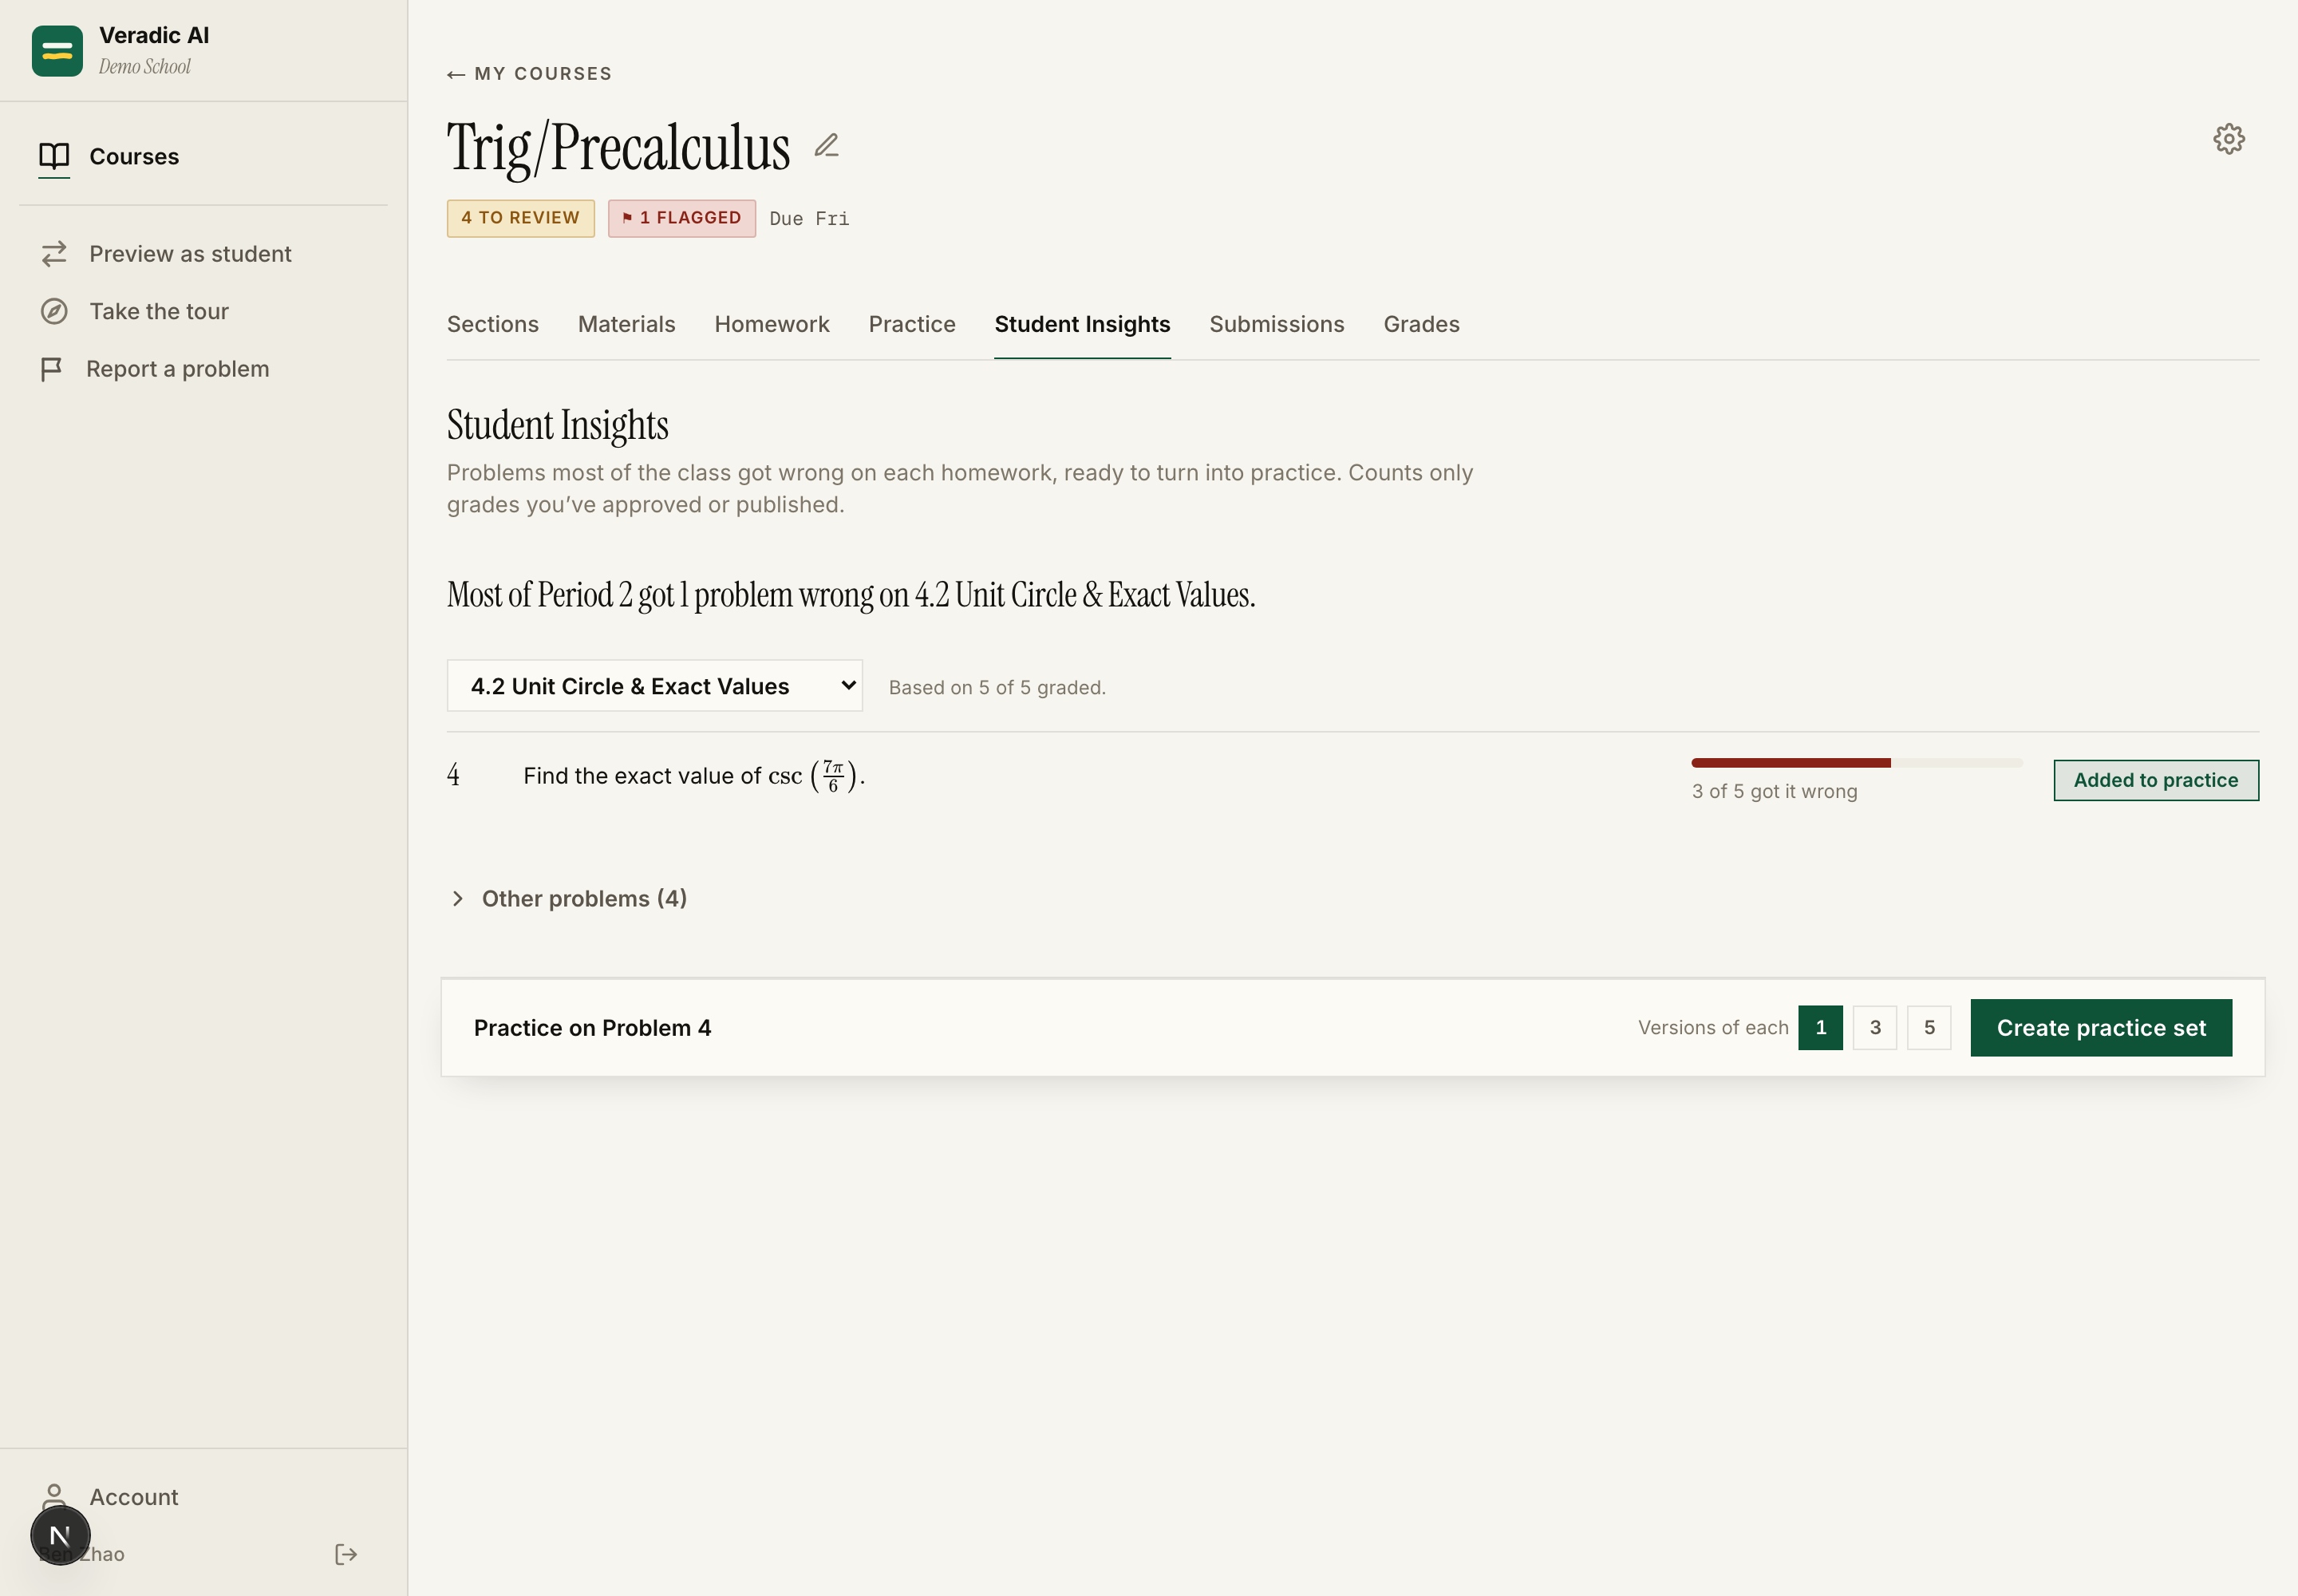 Veradic AI
Demo School
Courses
Preview as student
Take the tour
Report a problem
Account
N
Ben Zhao
← MY COURSES
Trig/Precalculus
4 TO REVIEW 1 FLAGGED Due Fri
Sections Materials Homework Practice Student Insights Submissions Grades
Student Insights
Problems most of the class got wrong on each homework, ready to turn into practice. Counts only
grades you’ve approved or published.
Most of Period 2 got 1 problem wrong on 4.2 Unit Circle & Exact Values.
4.2 Unit Circle & Exact Values Based on 5 of 5 graded.
4 Find the exact value of csc (7π/6).
3 of 5 got it wrong
Added to practice
Other problems (4)
Practice on Problem 4 Versions of each 1 3 5 Create practice set